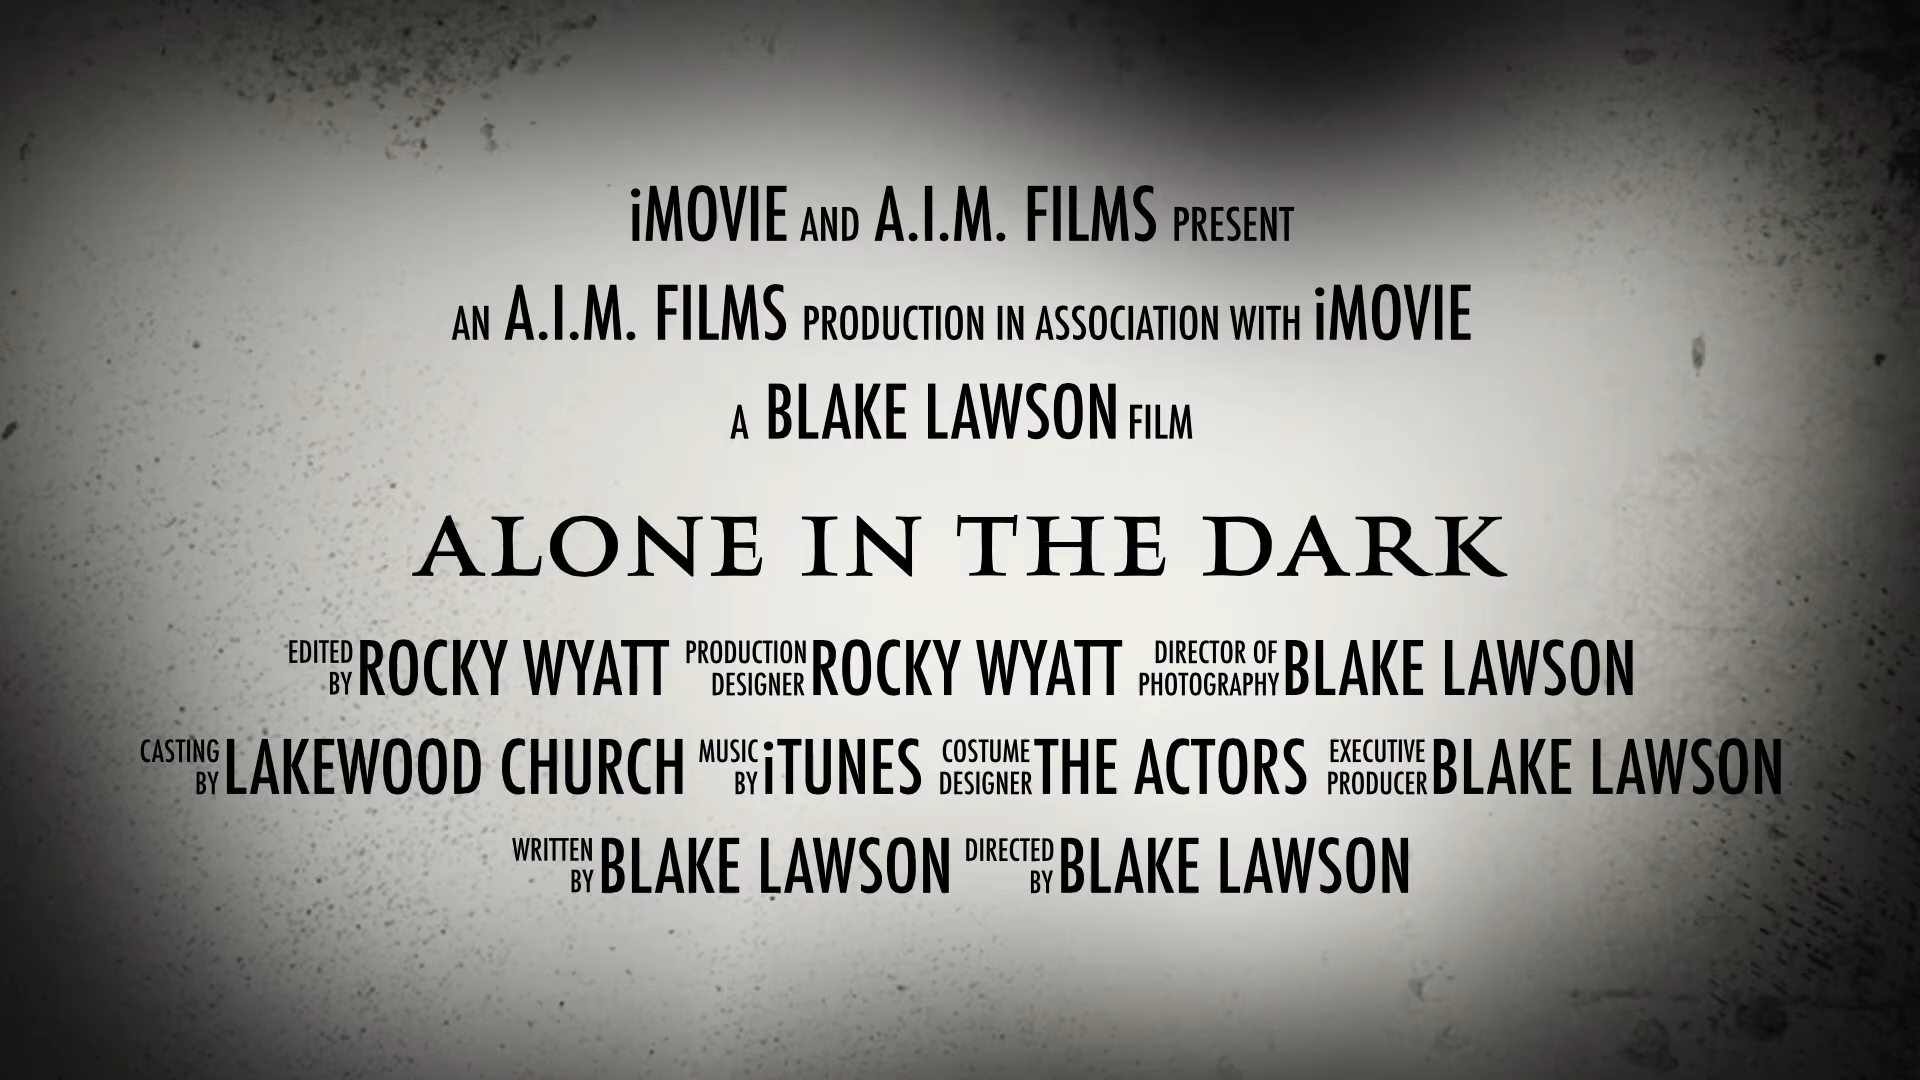 iMOVIE AND A.I.M. FILMS PRESENT
AN A.I.M. FILMS PRODUCTION IN ASSOCIATION WITH iMOVIE
A BLAKE LAWSON FILM
ALONE IN THE DARK
EDITED BY ROCKY WYATT PRODUCTION DESIGNER ROCKY WYATT DIRECTOR OF PHOTOGRAPHY BLAKE LAWSON
CASTING BY LAKEWOOD CHURCH MUSIC BY iTUNES COSTUME DESIGNER THE ACTORS EXECUTIVE PRODUCER BLAKE LAWSON
WRITTEN BY BLAKE LAWSON DIRECTED BY BLAKE LAWSON